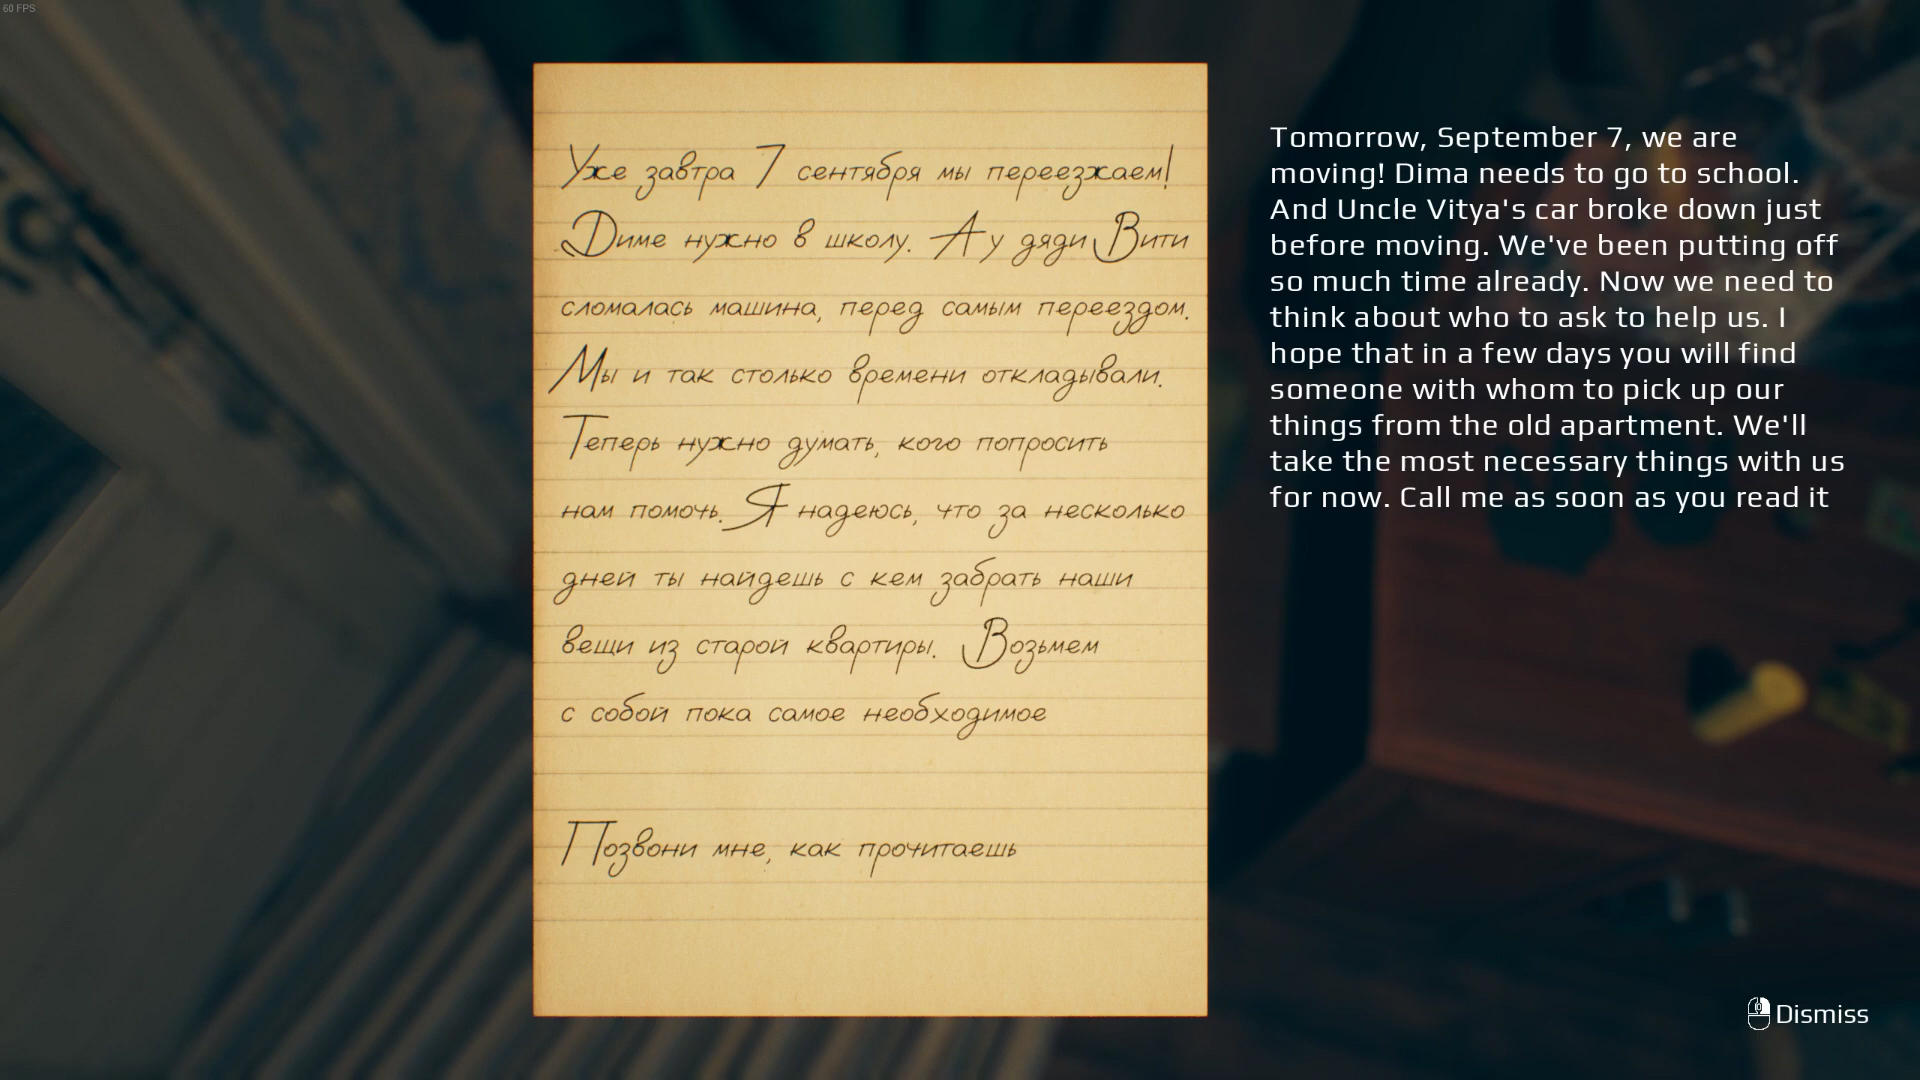 60 FPS
Уже завтра 7 сентября мы переезжаем!
Диме нужно в школу. А у дяди Вити
сломалась машина, перед самым переездом.
Мы и так столько времени откладывали.
Теперь нужно думать, кого попросить
нам помочь. Я надеюсь, что за несколько
дней ты найдешь с кем забрать наши
вещи из старой квартиры. Возьмем
с собой пока самое необходимое
Позвони мне, как прочитаешь
Tomorrow, September 7, we are
moving! Dima needs to go to school.
And Uncle Vitya's car broke down just
before moving. We've been putting off
so much time already. Now we need to
think about who to ask to help us. I
hope that in a few days you will find
someone with whom to pick up our
things from the old apartment. We'll
take the most necessary things with us
for now. Call me as soon as you read it
Dismiss